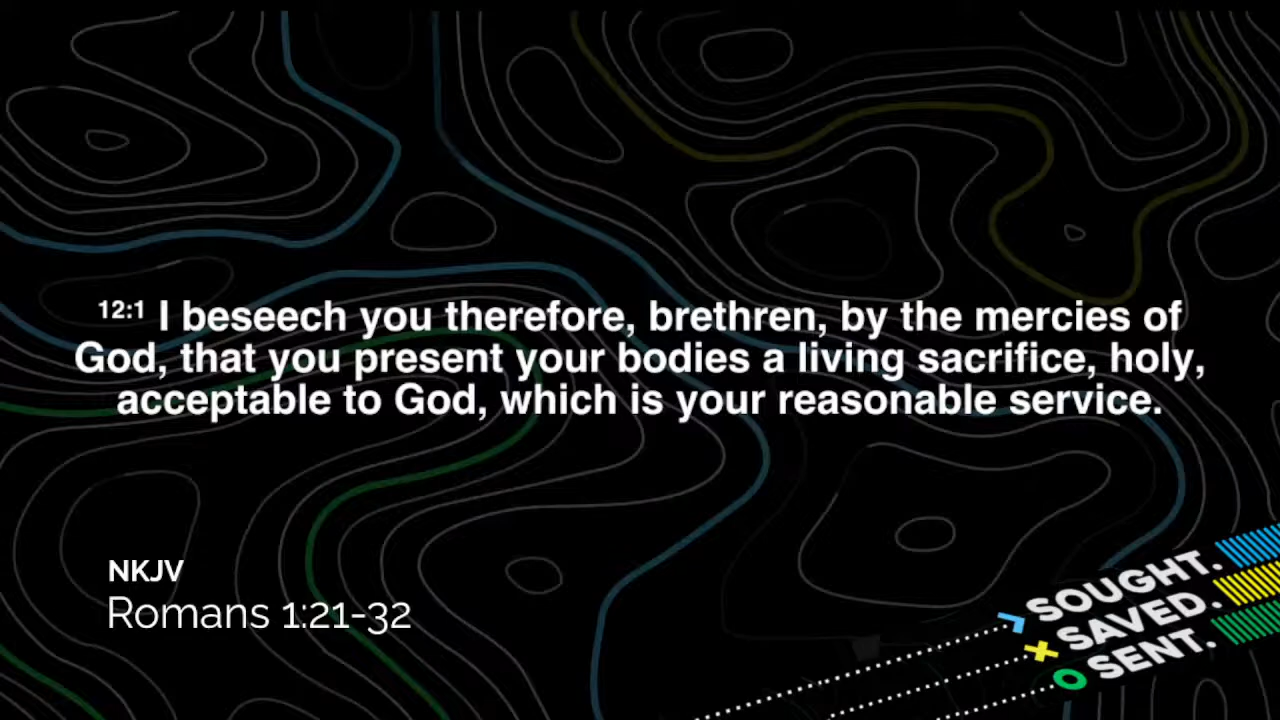 12:1 I beseech you therefore, brethren, by the mercies of
God, that you present your bodies a living sacrifice, holy,
acceptable to God, which is your reasonable service.
NKJV
Romans 1:21-32
SOUGHT.
SAVED.
SENT.